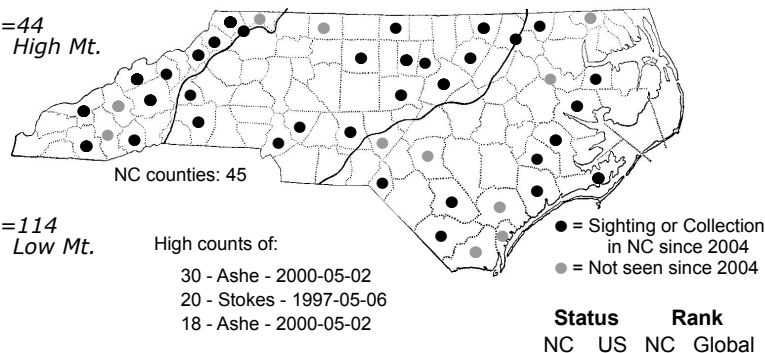 =44
High Mt.
NC counties: 45
=114
Low Mt.
High counts of:
30 - Ashe - 2000-05-02
20 - Stokes - 1997-05-06
18 - Ashe - 2000-05-02
● = Sighting or Collection
in NC since 2004
● = Not seen since 2004
Status Rank
NC US NC Global